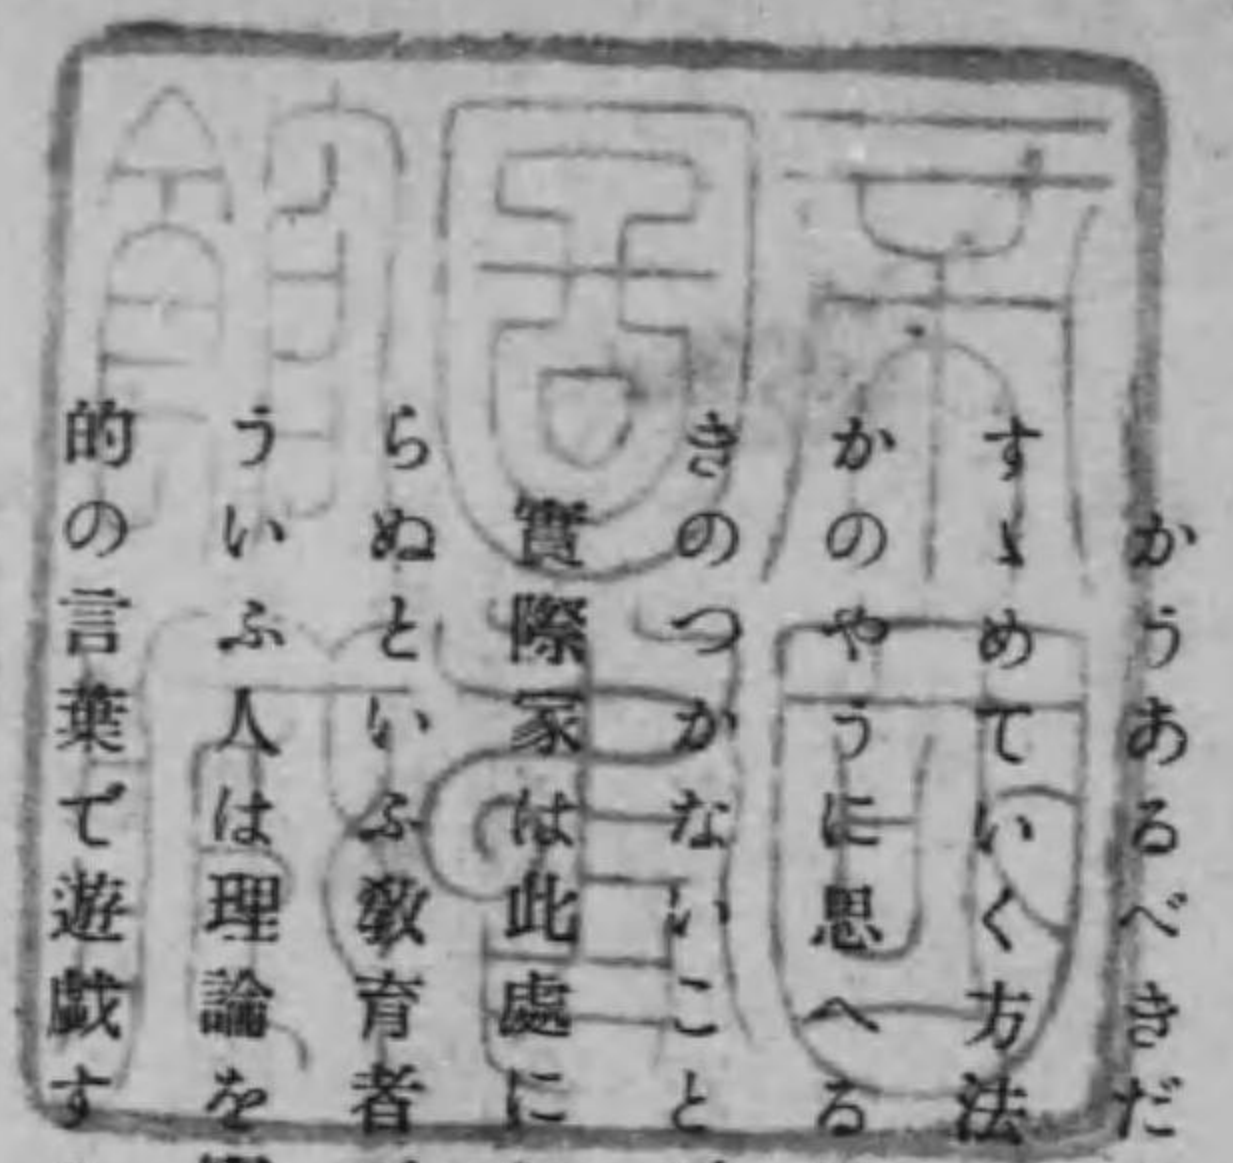 かうあるべきだ
すゝめていく方法
かのやうに思へる
きのつかないこと
實際家は此處に
らぬといふ教育者
ういふ人は理論を
的の言葉で遊戯す